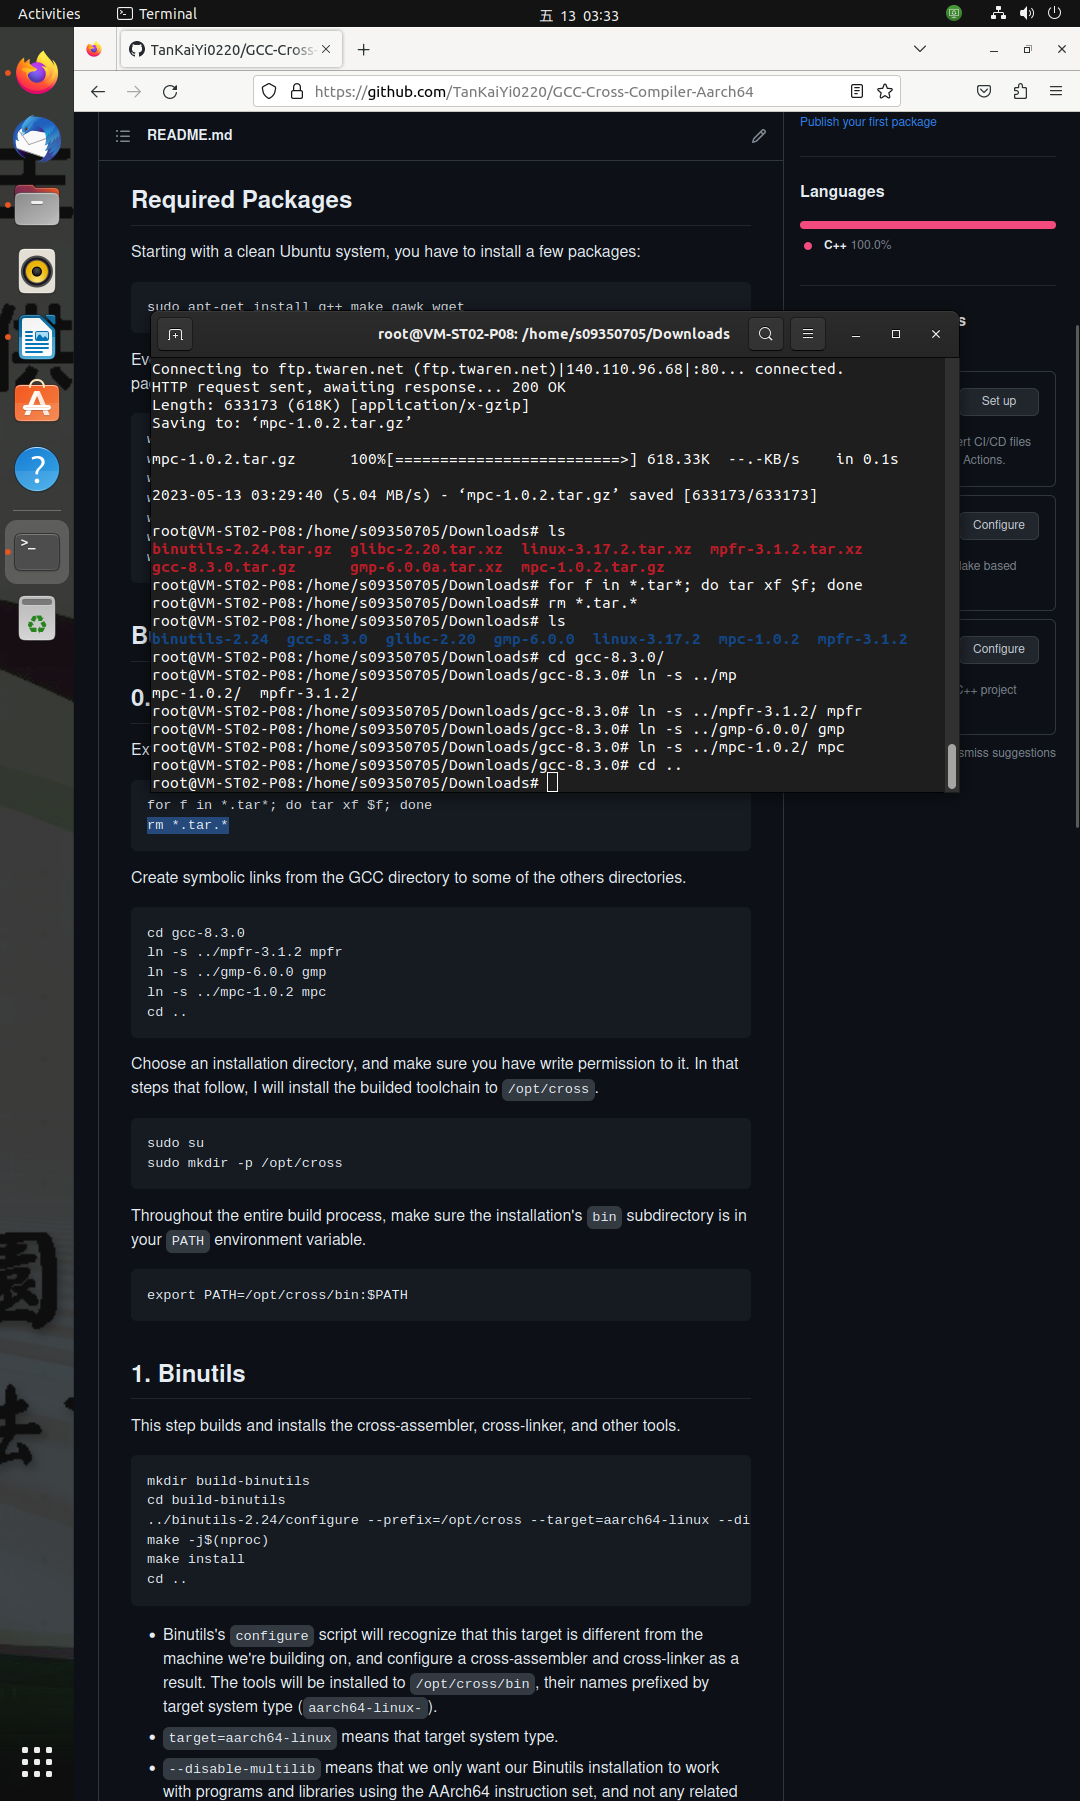 Activities
Terminal
五 13 03:33
TanKaiYi0220/GCC-Cross-
https://github.com/TanKaiYi0220/GCC-Cross-Compiler-Aarch64
README.md
Required Packages
Starting with a clean Ubuntu system, you have to install a few packages:
sudo apt-get install g++ make gawk wget
Publish your first package
Languages
C++ 100.0%
s
Set up
ert CI/CD files
Actions.
Configure
Make based
Configure
C++ project
smiss suggestions
Ev
pac
root@VM-ST02-P08: /home/s09350705/Downloads
Connecting to ftp.twaren.net (ftp.twaren.net)|140.110.96.68|:80... connected.
HTTP request sent, awaiting response... 200 OK
Length: 633173 (618K) [application/x-gzip]
Saving to: ‘mpc-1.0.2.tar.gz’
mpc-1.0.2.tar.gz 100%[=========================>] 618.33K --.-KB/s in 0.1s
2023-05-13 03:29:40 (5.04 MB/s) - ‘mpc-1.0.2.tar.gz’ saved [633173/633173]
root@VM-ST02-P08:/home/s09350705/Downloads# ls
binutils-2.24.tar.gz glibc-2.20.tar.xz linux-3.17.2.tar.xz mpfr-3.1.2.tar.xz
gcc-8.3.0.tar.gz gmp-6.0.0a.tar.xz mpc-1.0.2.tar.gz
root@VM-ST02-P08:/home/s09350705/Downloads# for f in *.tar*; do tar xf $f; done
root@VM-ST02-P08:/home/s09350705/Downloads# rm *.tar.*
root@VM-ST02-P08:/home/s09350705/Downloads# ls
binutils-2.24 gcc-8.3.0 glibc-2.20 gmp-6.0.0 linux-3.17.2 mpc-1.0.2 mpfr-3.1.2
root@VM-ST02-P08:/home/s09350705/Downloads# cd gcc-8.3.0/
root@VM-ST02-P08:/home/s09350705/Downloads/gcc-8.3.0# ln -s ../mp
mpc-1.0.2/ mpfr-3.1.2/
root@VM-ST02-P08:/home/s09350705/Downloads/gcc-8.3.0# ln -s ../mpfr-3.1.2/ mpfr
root@VM-ST02-P08:/home/s09350705/Downloads/gcc-8.3.0# ln -s ../gmp-6.0.0/ gmp
root@VM-ST02-P08:/home/s09350705/Downloads/gcc-8.3.0# ln -s ../mpc-1.0.2/ mpc
root@VM-ST02-P08:/home/s09350705/Downloads/gcc-8.3.0# cd ..
root@VM-ST02-P08:/home/s09350705/Downloads#
B
0.
Ex
for f in *.tar*; do tar xf $f; done
rm *.tar.*
Create symbolic links from the GCC directory to some of the others directories.
cd gcc-8.3.0
ln -s ../mpfr-3.1.2 mpfr
ln -s ../gmp-6.0.0 gmp
ln -s ../mpc-1.0.2 mpc
cd ..
Choose an installation directory, and make sure you have write permission to it. In that
steps that follow, I will install the builded toolchain to /opt/cross.
sudo su
sudo mkdir -p /opt/cross
Throughout the entire build process, make sure the installation's bin subdirectory is in
your PATH environment variable.
export PATH=/opt/cross/bin:$PATH
1. Binutils
This step builds and installs the cross-assembler, cross-linker, and other tools.
mkdir build-binutils
cd build-binutils
../binutils-2.24/configure --prefix=/opt/cross --target=aarch64-linux --di
make -j$(nproc)
make install
cd ..
• Binutils's configure script will recognize that this target is different from the
machine we're building on, and configure a cross-assembler and cross-linker as a
result. The tools will be installed to /opt/cross/bin, their names prefixed by
target system type (aarch64-linux-).
• target=aarch64-linux means that target system type.
• --disable-multilib means that we only want our Binutils installation to work
with programs and libraries using the AArch64 instruction set, and not any related